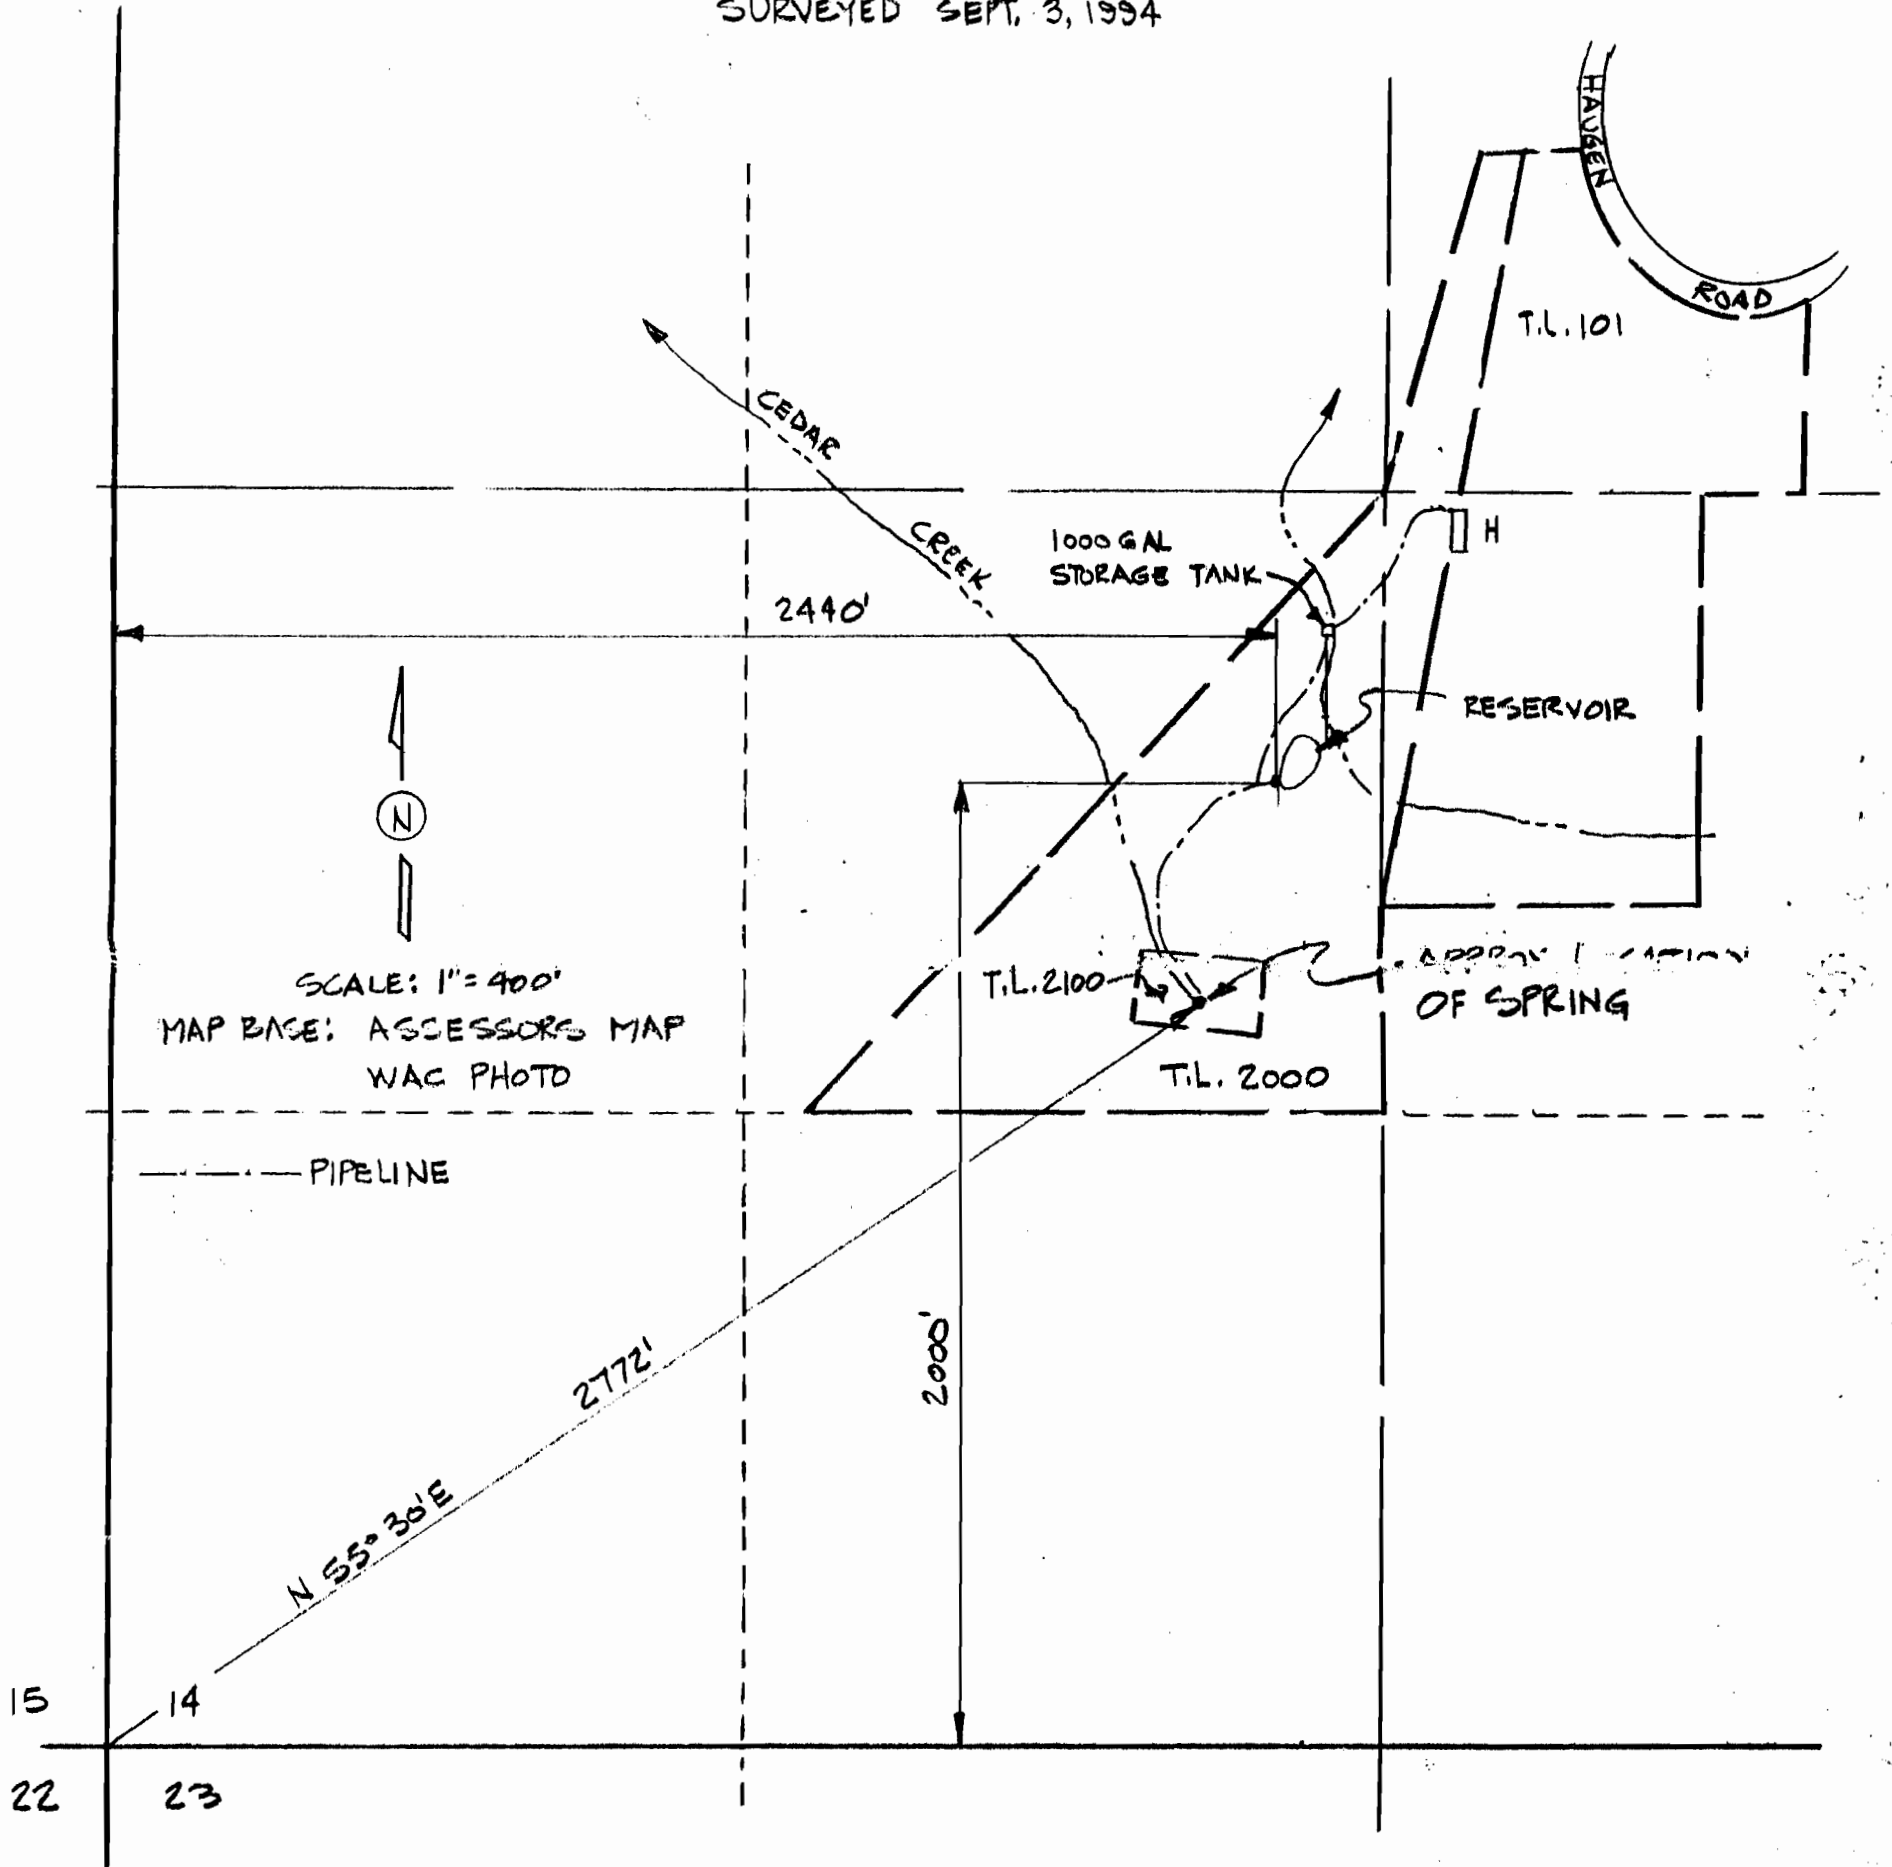 SURVEYED SEPT. 3, 1994
HAUGEN
ROAD
T.L. 101
CEDAR
CREEK
1000 GAL
STORAGE TANK
H
2440'
RESERVOIR
N
SCALE: 1"=400'
MAP BASE: ASSESSORS MAP
WAC PHOTO
T.L. 2100
OF SPRING
T.L. 2000
PIPELINE
2000'
2772'
N 55° 30' E
15
14
22
23